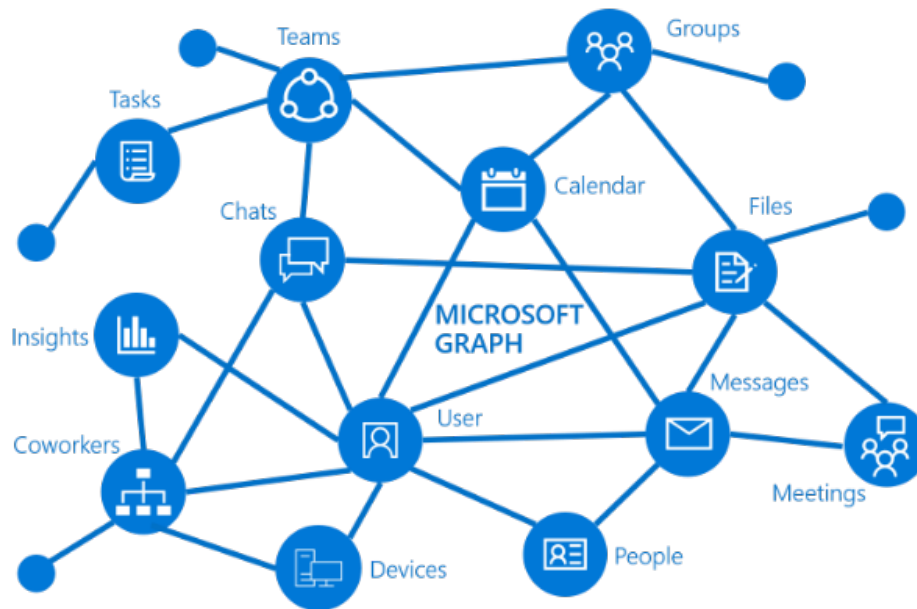 Teams
Groups
Tasks
Calendar
Chats
Files
MICROSOFT
GRAPH
Insights
Messages
User
Coworkers
Meetings
People
Devices